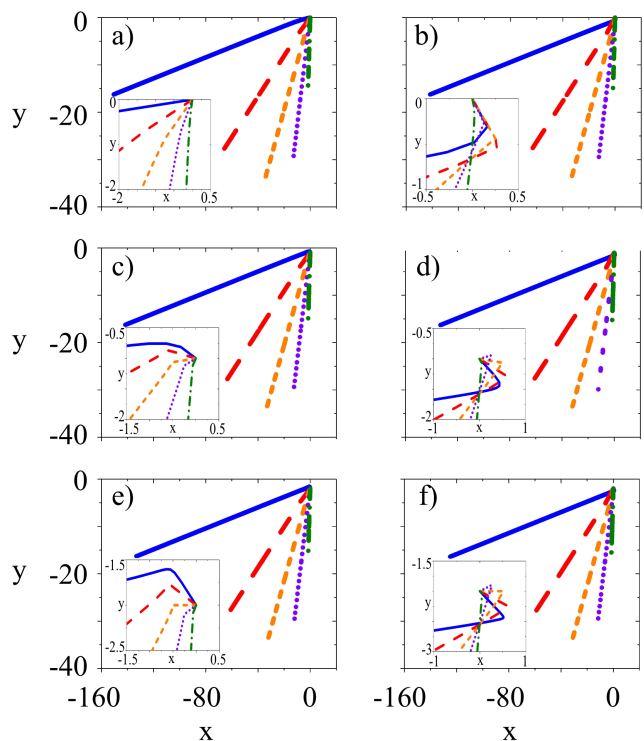 0 a) 0 b)
y -20 -20
-40 -40
0 y -2 -2 x 0.5
0 y -1 -0.5 x 0.5
0 c) 0 d)
y -20 -20
-40 -40
-0.5 y -2 -1.5 x 0.5
-0.5 y -2 -1 x 1
0 e) 0 f)
y -20 -20
-40 -40
-1.5 y -2.5 -1.5 x 0.5
-1.5 y -3 -1 x 1
-160 -80 0 -80 0
x x